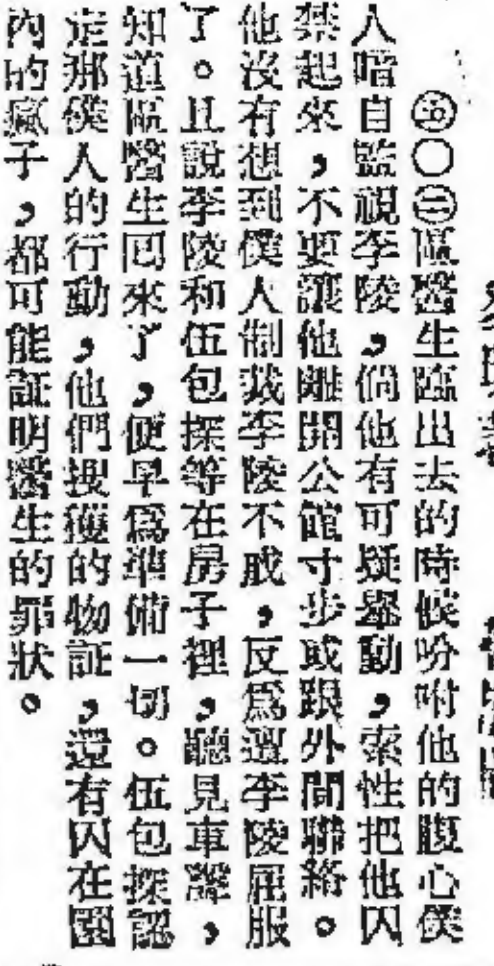 ㊄〇㊂區醫生臨出去的時候吩咐他的腹心僕
人暗自監視李陵，倘他有可疑舉動，索性把他囚
禁起來，不要讓他離開公館寸步或跟外間聯絡。
他沒有想到僕人制裁李陵不成，反爲遭李陵屈服
了。且說李陵和伍包探等在房子裡，聽見車聲，
知道區醫生囘來了，便早爲準備一切。伍包探認
定那僕人的行動，他們搜獲的物証，還有囚在園
內的瘋子，都可能証明醫生的罪狀。